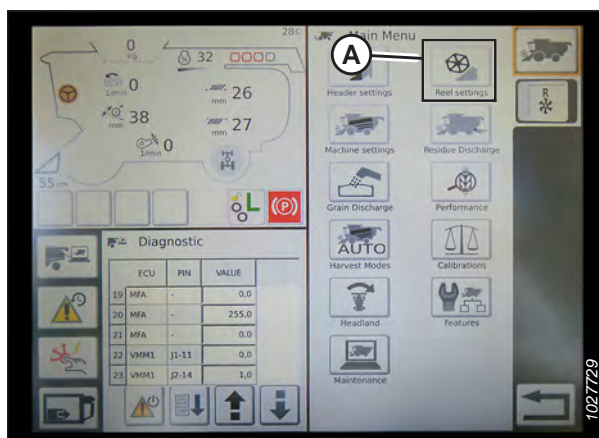 28C
0
kg
32
0
1/min
mm 26
38
mm
mm 27
0
1/min
55 cm
L
(P)
Diagnostic
ECU PIN VALUE
19 MFA - 0,0
20 MFA - 255,0
21 MFA - 0,0
22 VMM1 J1-11 0,0
23 VMM1 J2-14 1,0
Main Menu
A
Header settings Reel settings
Machine settings Residue Discharge
Grain Discharge Performance
AUTO
Harvest Modes Calibrations
Headland Features
Maintenance
R
1027729